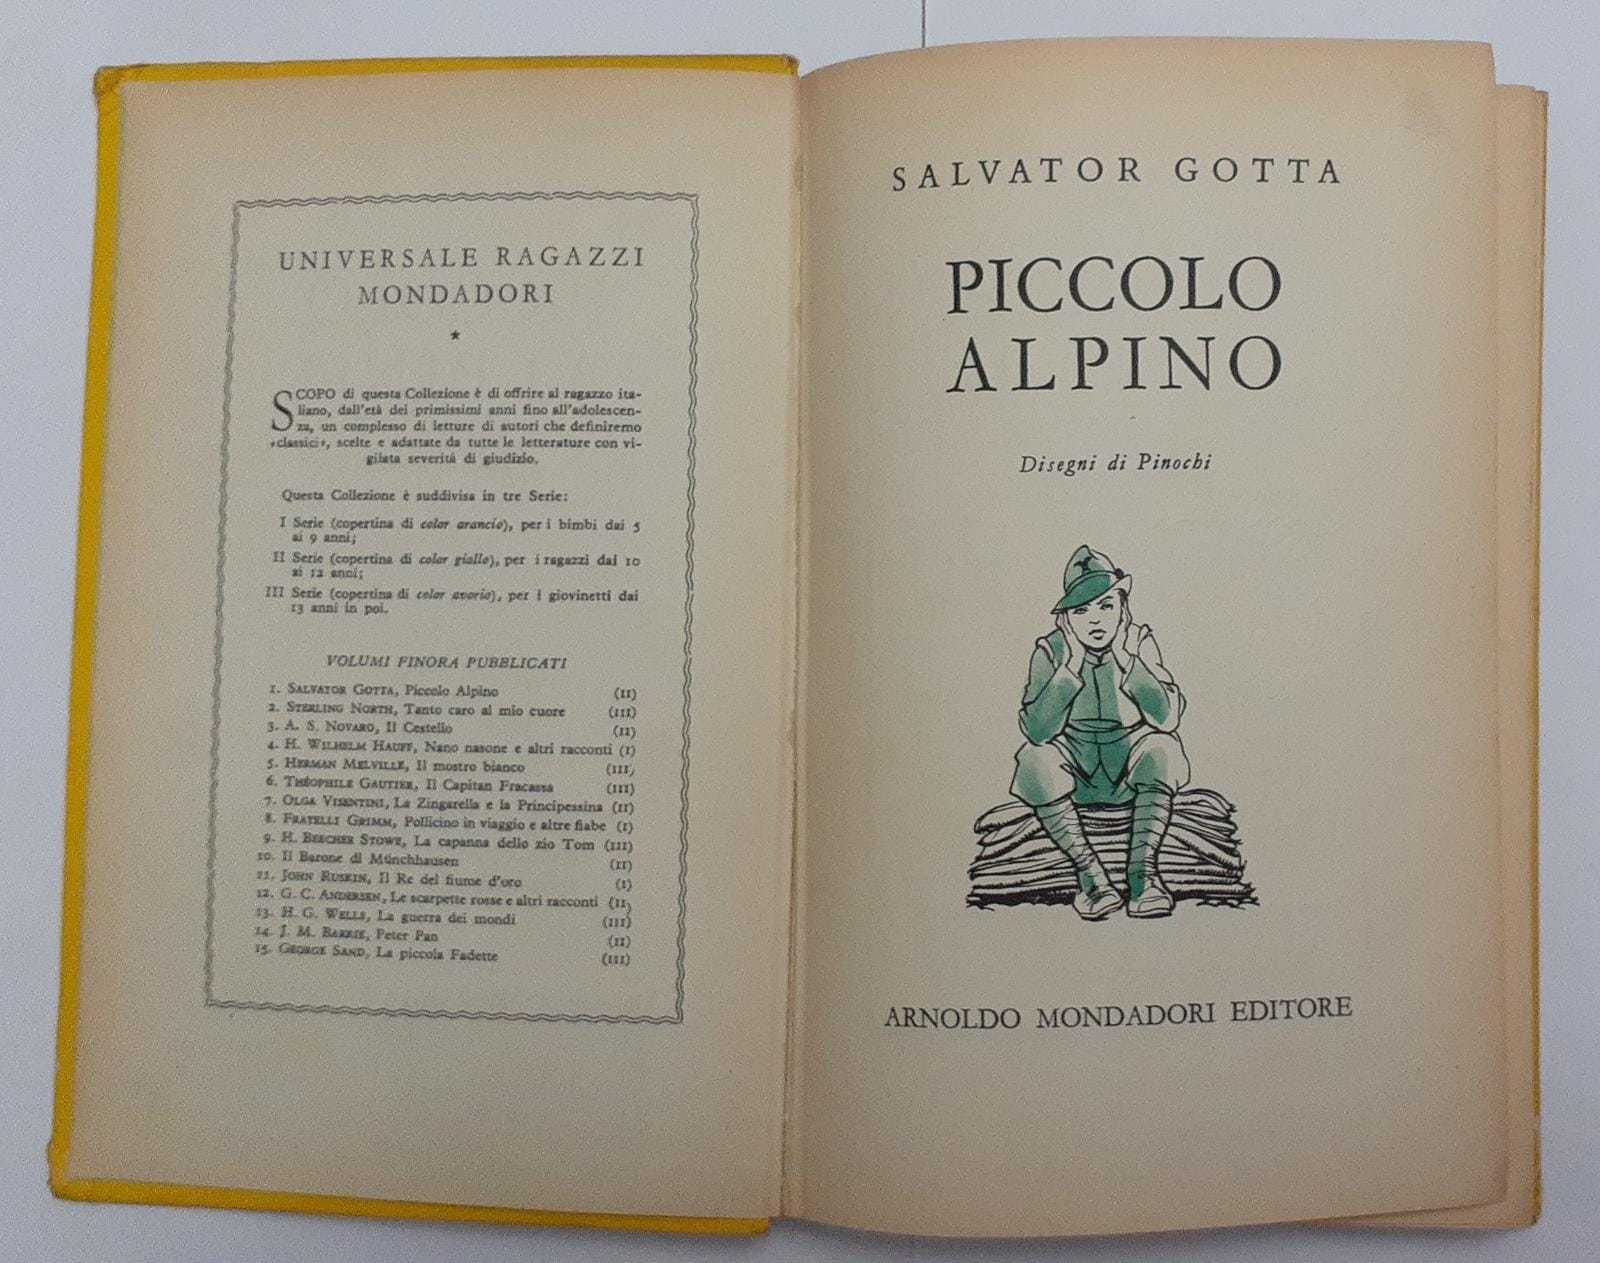 UNIVERSALE RAGAZZI
MONDADORI
★
SCOPO di questa Collezione è di offrire al ragazzo ita-
liano, dall'età dei primissimi anni fino all'adolescen-
za, un complesso di letture di autori che definiremo
«classici», scelte e adattate da tutte le letterature con vi-
gilata severità di giudizio.
Questa Collezione è suddivisa in tre Serie:
I Serie (copertina di color arancio), per i bimbi dai 5
ai 9 anni;
II Serie (copertina di color giallo), per i ragazzi dai 10
ai 12 anni;
III Serie (copertina di color avorio), per i giovinetti dai
13 anni in poi.
VOLUMI FINORA PUBBLICATI
1. SALVATOR GOTTA, Piccolo Alpino (II)
2. STERLING NORTH, Tanto caro al mio cuore (III)
3. A. S. NOVARO, Il Cestello (II)
4. H. WILHELM HAUFF, Nano nasone e altri racconti (I)
5. HERMAN MELVILLE, Il mostro bianco (III)
6. THÉOPHILE GAUTIER, Il Capitan Fracassa (III)
7. OLGA VISENTINI, La Zingarella e la Principessina (II)
8. FRATELLI GRIMM, Pollicino in viaggio e altre fiabe (I)
9. H. BEECHER STOWE, La capanna dello zio Tom (III)
10. Il Barone di Münchhausen (II)
11. JOHN RUSKIN, Il Re del fiume d'oro (I)
12. G. C. ANDERSEN, Le scarpette rosse e altri racconti (II)
13. H. G. WELLS, La guerra dei mondi (III)
14. J. M. BARRIE, Peter Pan (II)
15. GEORGE SAND, La piccola Fadette (III)
SALVATOR GOTTA
PICCOLO
ALPINO
Disegni di Pinochi
ARNOLDO MONDADORI EDITORE